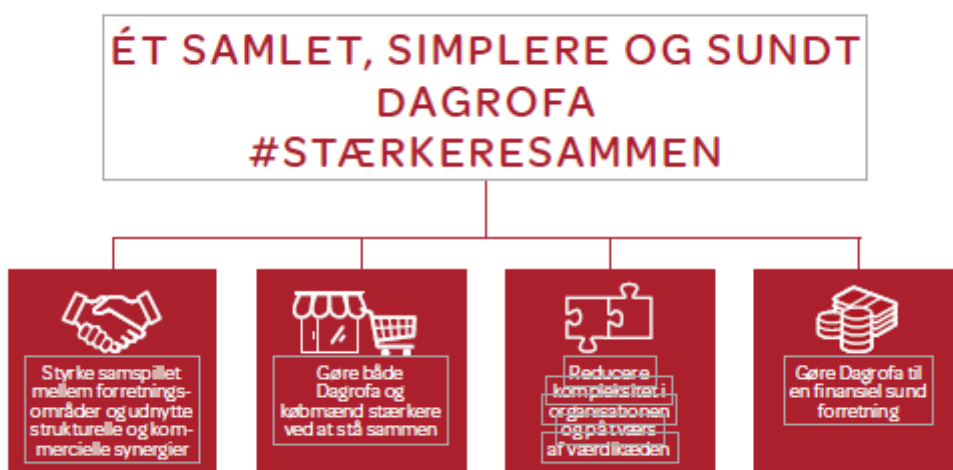 ÉT SAMLET, SIMPLERE OG SUNDT
DAGROFA
#STÆRKERESAMMEN
Styrke samspillet
mellem forretnings-
områder og udnytte
strukturelle og kom-
mercielle synergier
Gøre både
Dagrofa og
købmænd stærkere
ved at stå sammen
Reducere
kompleksitet i
organisationen
og på tværs
af værdikæden
Gøre Dagrofa til
en finansiel sund
forretning